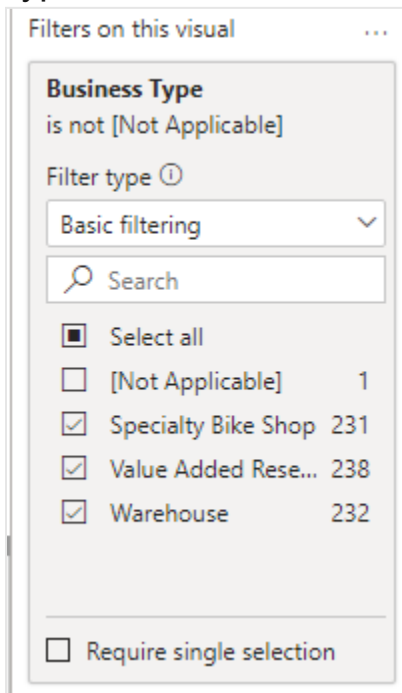 Filters on this visual ...
Business Type
is not [Not Applicable]
Filter type
Basic filtering
Search
Select all
[Not Applicable] 1
Specialty Bike Shop 231
Value Added Rese... 238
Warehouse 232
Require single selection